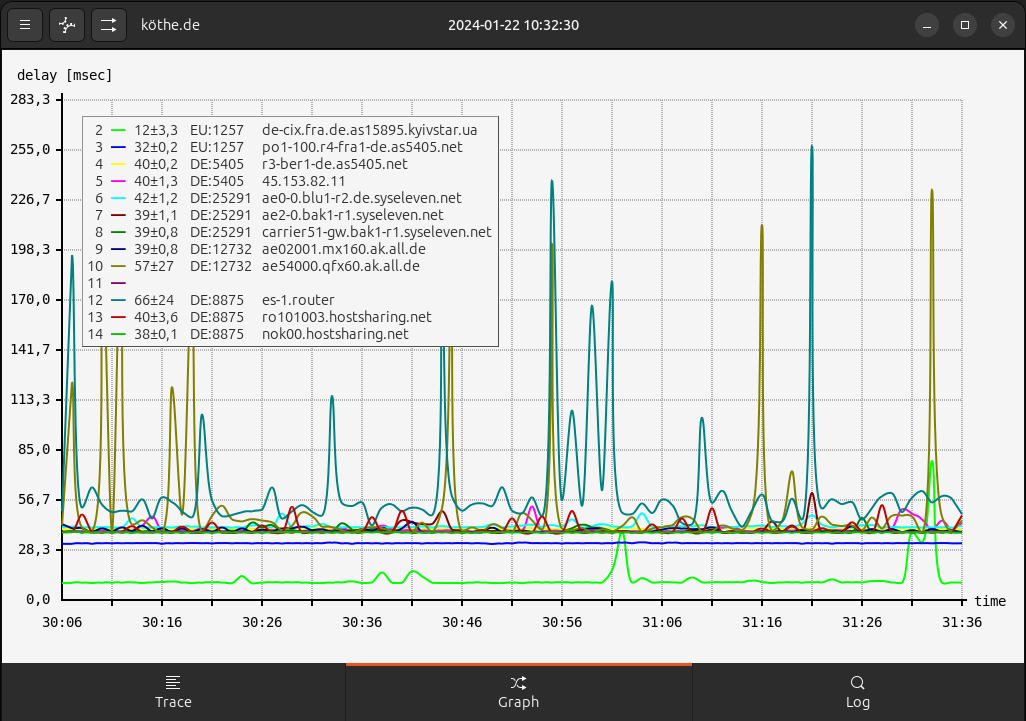 köthe.de 2024-01-22 10:32:30
delay [msec]
283,3
255,0
226,7
198,3
170,0
141,7
113,3
85,0
56,7
28,3
0,0
2 12±3,3 EU:1257 de-cix.fra.de.as15895.kyivstar.ua
3 32±0,2 EU:1257 po1-100.r4-fra1-de.as5405.net
4 40±0,2 DE:5405 r3-ber1-de.as5405.net
5 40±1,3 DE:5405 45.153.82.11
6 42±1,2 DE:25291 ae0-0.blu1-r2.de.syseleven.net
7 39±1,1 DE:25291 ae2-0.bak1-r1.syseleven.net
8 39±0,8 DE:25291 carrier51-gw.bak1-r1.syseleven.net
9 39±0,8 DE:12732 ae02001.mx160.ak.all.de
10 57±27 DE:12732 ae54000.qfx60.ak.all.de
11
12 66±24 DE:8875 es-1.router
13 40±3,6 DE:8875 ro101003.hostsharing.net
14 38±0,1 DE:8875 nok00.hostsharing.net
time
30:06 30:16 30:26 30:36 30:46 30:56 31:06 31:16 31:26 31:36
Trace Graph Log